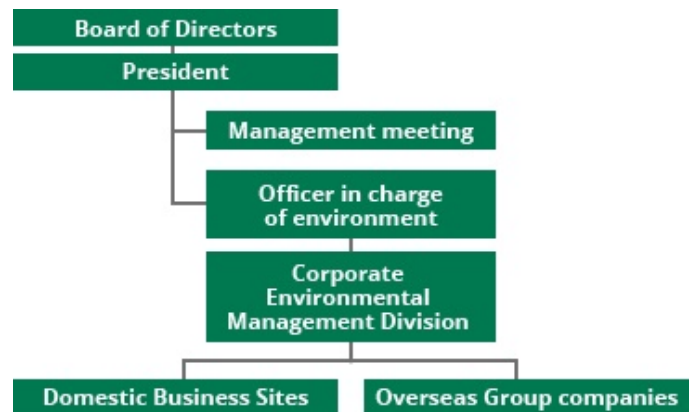 Board of Directors
President
Management meeting
Officer in charge
of environment
Corporate
Environmental
Management Division
Domestic Business Sites
Overseas Group companies